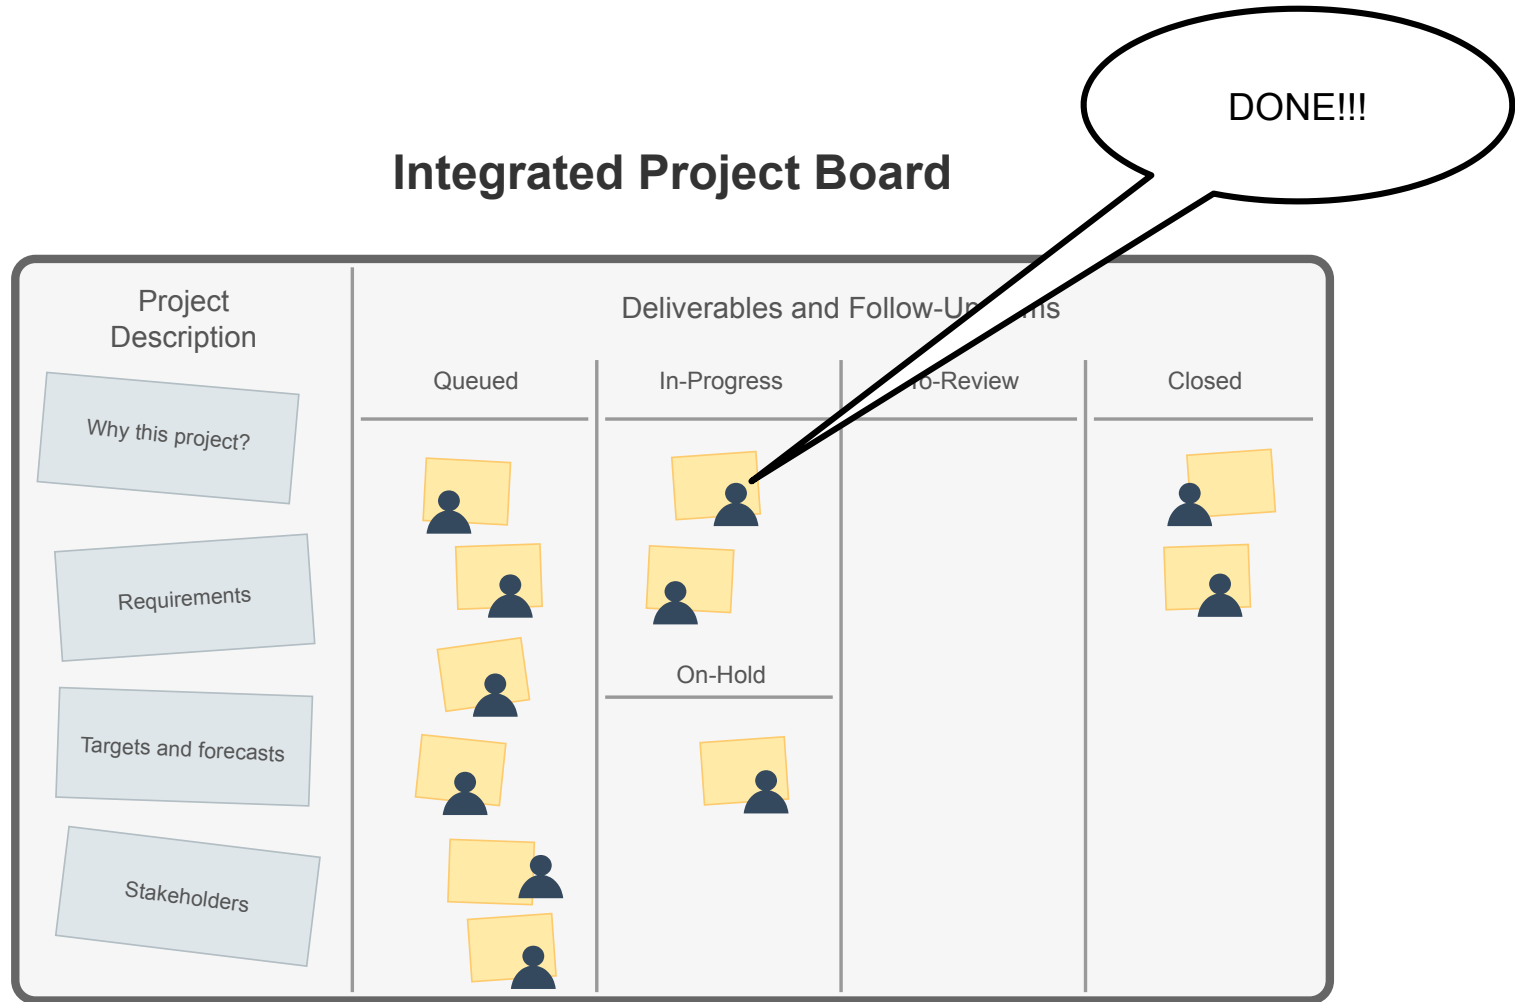 DONE!!!
Integrated Project Board
Project
Description
Deliverables and Follow-Up
Queued
In-Progress
-Review
Closed
Why this project?
Requirements
On-Hold
Targets and forecasts
Stakeholders